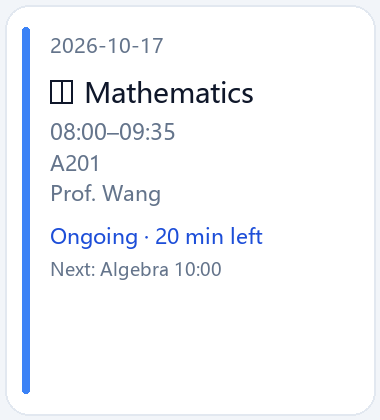 2026-10-17
Mathematics
08:00–09:35
A201
Prof. Wang
Ongoing · 20 min left
Next: Algebra 10:00